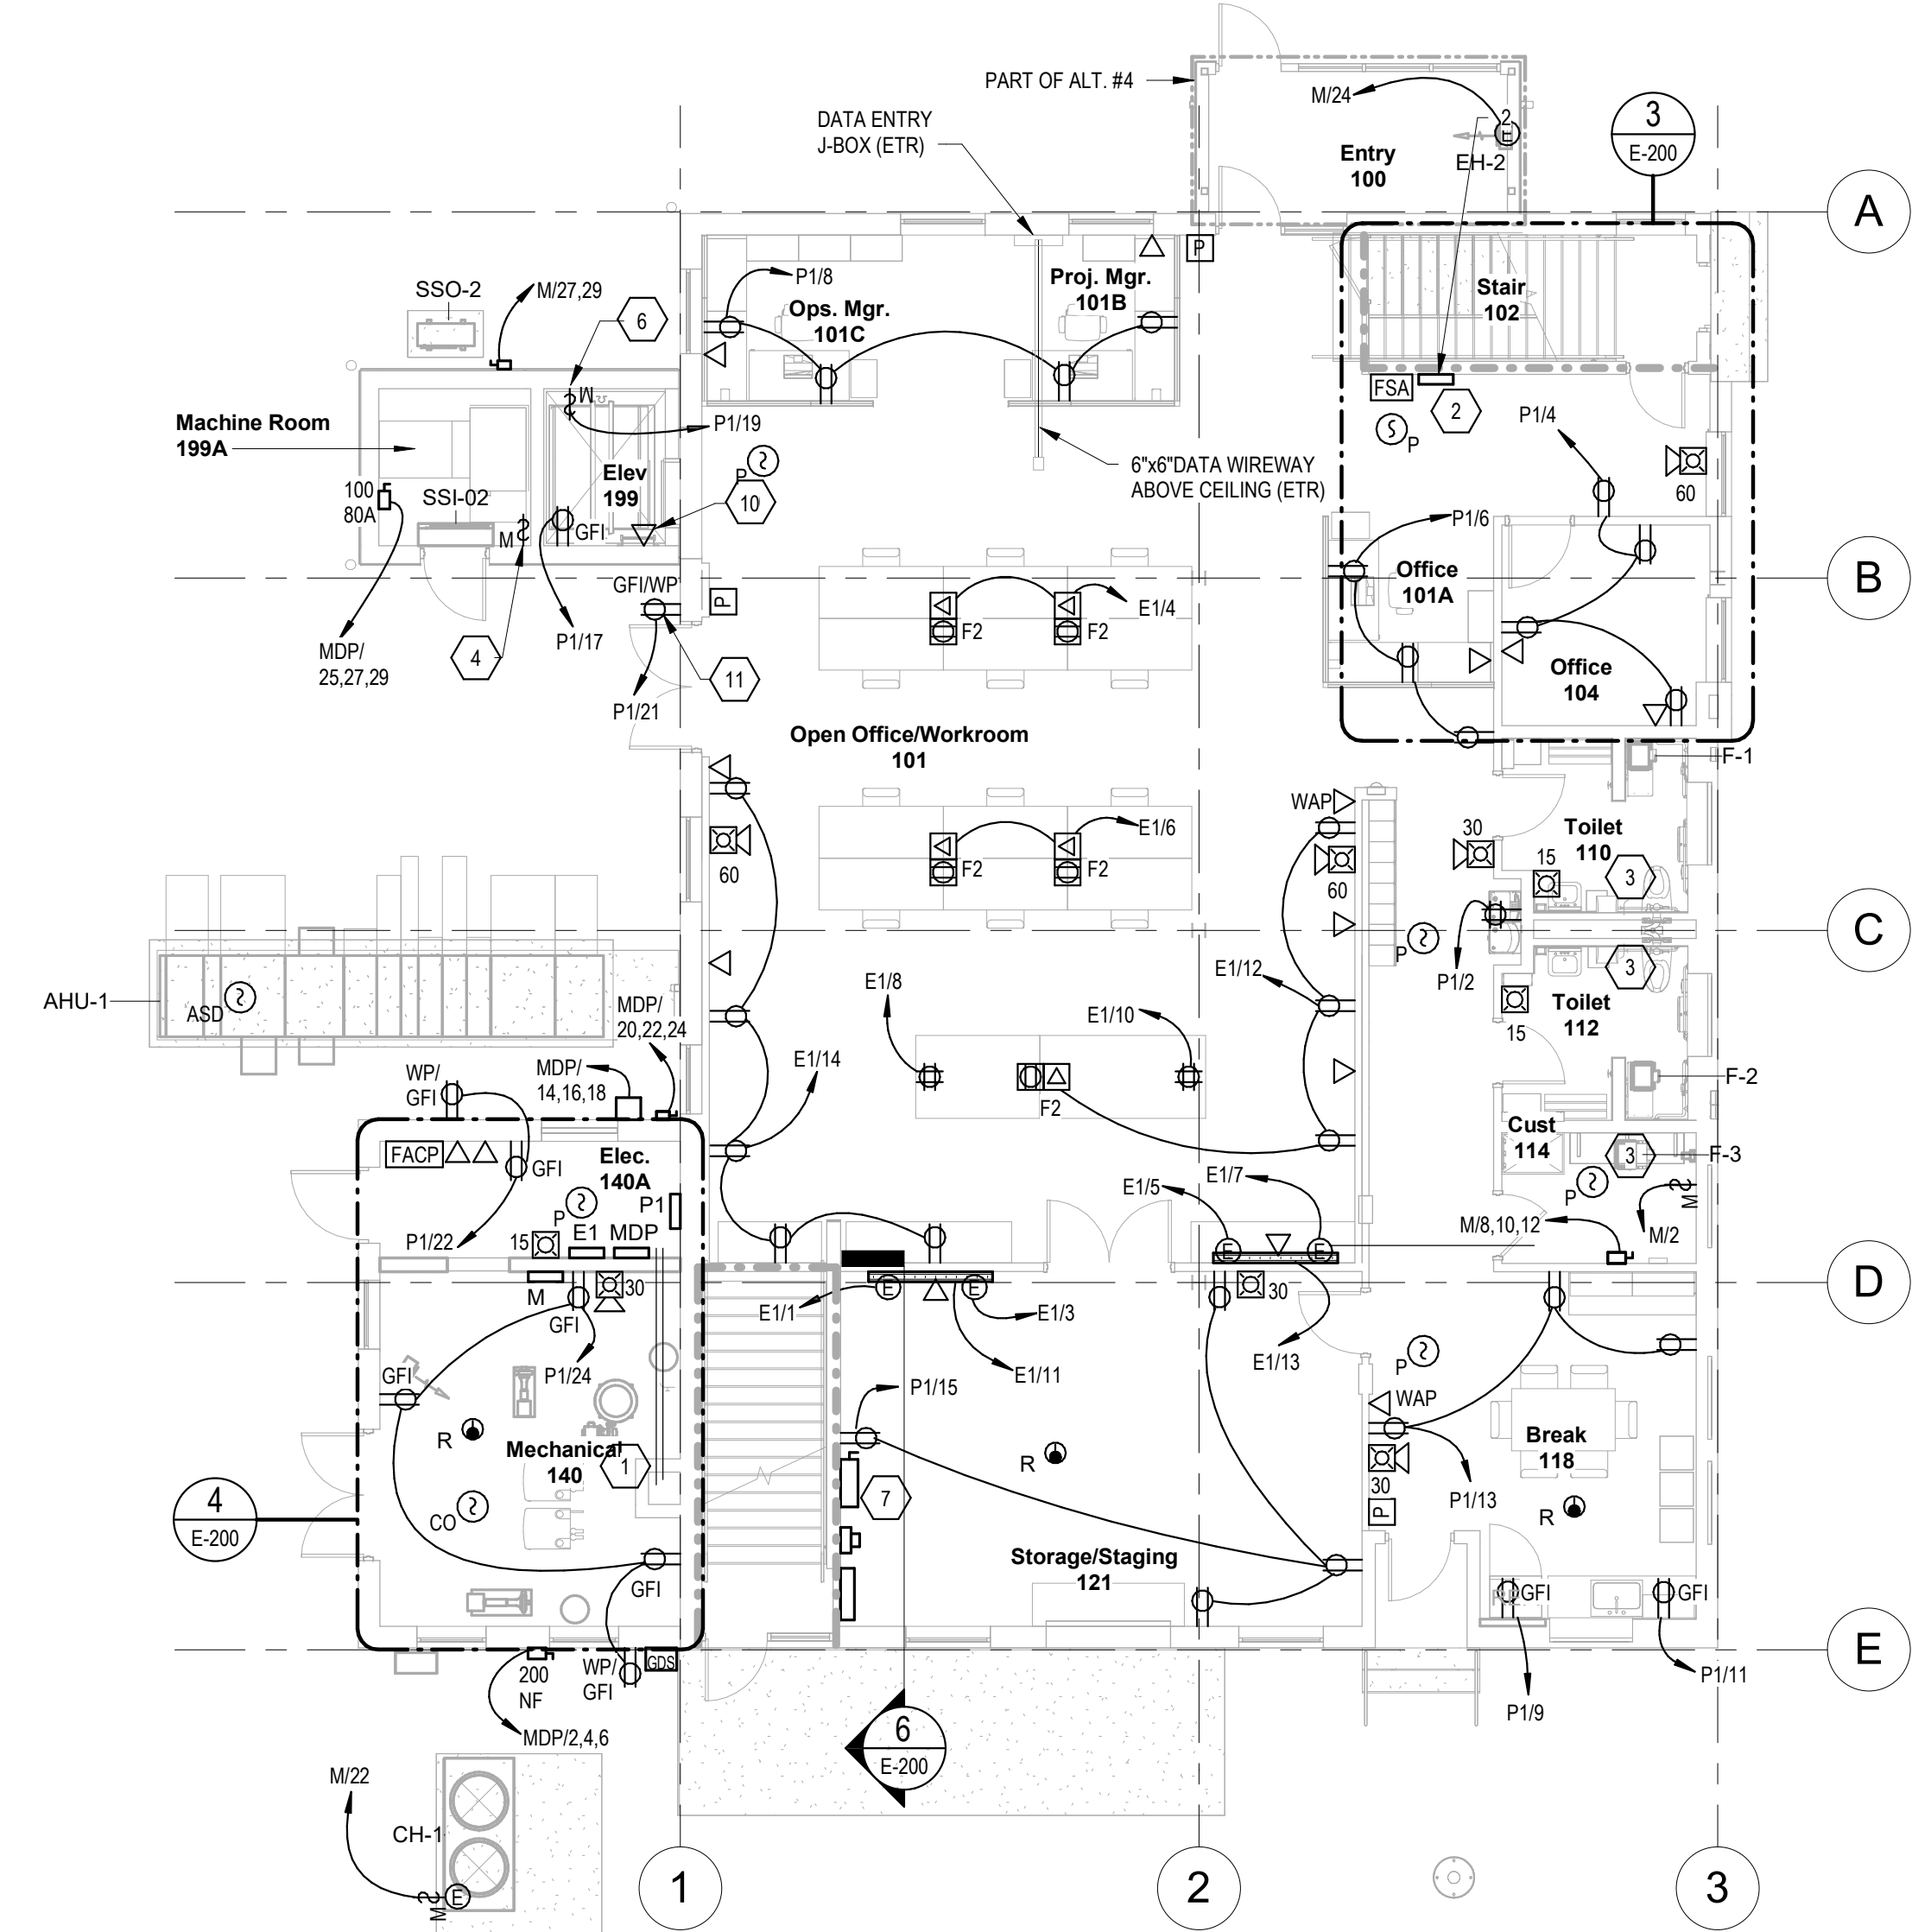 PART OF ALT. #4
M/24
2
E
EH-2
Entry
100
3
E-200
A
DATA ENTRY
J-BOX (ETR)
P
SSO-2
M/27,29
6
P1/8
Ops. Mgr.
101C
Proj. Mgr.
101B
Stair
102
FSA
2
P
P1/4
60
Machine Room
199A
M
P1/19
P
Elev
199
10
6"x6"DATA WIREWAY
ABOVE CEILING (ETR)
100
80A
SSI-02
M
GFI
P1/6
Office
101A
B
GFI/WP
P
E1/4
F2
F2
MDP/
25,27,29
4
P1/17
11
P1/21
Office
104
Open Office/Workroom
101
F-1
WAP
E1/6
F2
F2
60
60
30
15
Toilet
110
3
C
P
P1/2
3
Toilet
112
15
AHU-1
ASD
MDP/
20,22,24
E1/8
E1/10
E1/12
E1/14
F2
WP/
GFI
MDP/
14,16,18
F-2
Cust
114
3
F-3
P
M
M/2
M/8,10,12
FACP
GFI
Elec.
140A
P
P1
15
E1
MDP
P1/22
E1/5
E1/7
E
E
D
M
GFI
30
P1/24
E1/1
E
E
E1/3
E1/11
30
E1/13
P
GFI
P1/15
WAP
R
Mechanical
140
1
CO
R
7
30
P
P1/13
Break
118
R
4
E-200
GFI
Storage/Staging
121
GFI
GFI
E
200
NF
WP/
GFI
GDS
MDP/2,4,6
P1/9
P1/11
6
E-200
M/22
CH-1
M
E
1
2
3